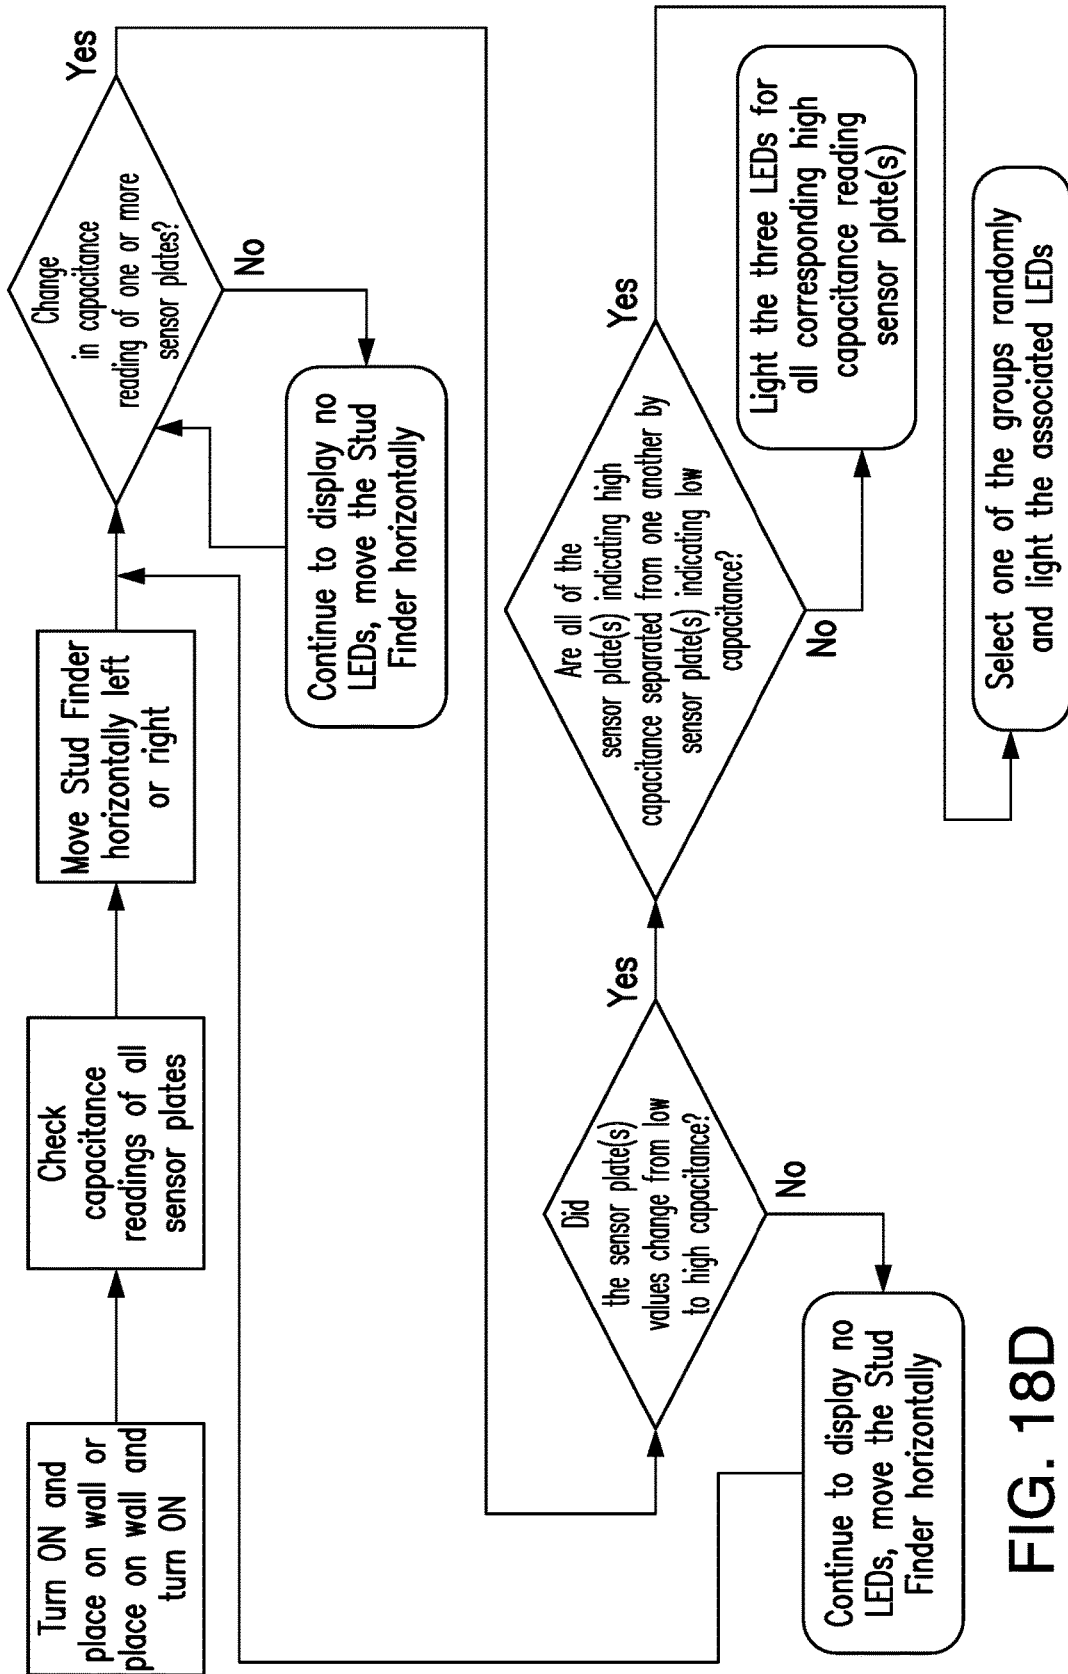 Turn ON and
place on wall or
place on wall and
turn ON
Check
capacitance
readings of all
sensor plates
Move Stud Finder
horizontally left
or right
Change
in capacitance
reading of one or more
sensor plates?
Yes
No
Continue to display no
LEDs, move the Stud
Finder horizontally
Did
the sensor plate(s)
values change from low
to high capacitance?
Yes
No
Continue to display no
LEDs, move the Stud
Finder horizontally
Are all of the
sensor plate(s) indicating high
capacitance separated from one another by
sensor plate(s) indicating low
capacitance?
Yes
No
Light the three LEDs for
all corresponding high
capacitance reading
sensor plate(s)
Select one of the groups randomly
and light the associated LEDs
FIG. 18D